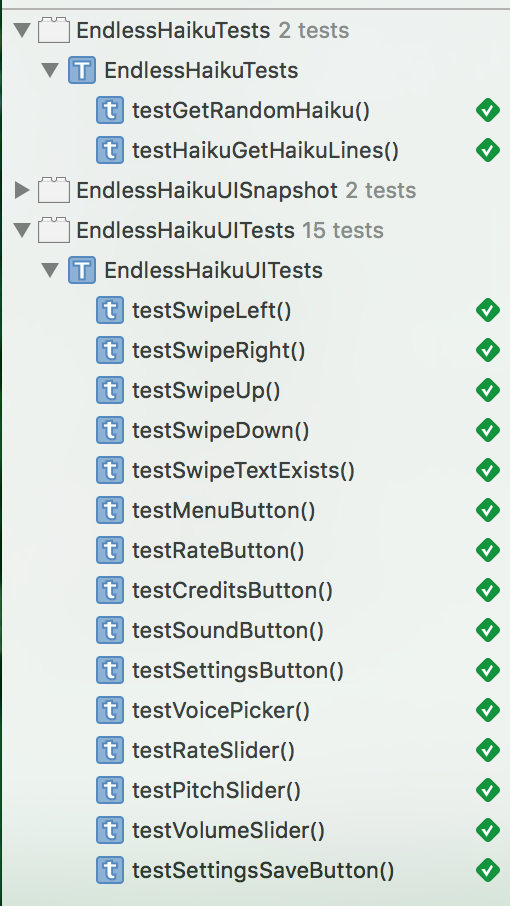 EndlessHaikuTests 2 tests
T EndlessHaikuTests
t testGetRandomHaiku()
t testHaikuGetHaikuLines()
EndlessHaikuUISnapshot 2 tests
EndlessHaikuUITests 15 tests
T EndlessHaikuUITests
t testSwipeLeft()
t testSwipeRight()
t testSwipeUp()
t testSwipeDown()
t testSwipeTextExists()
t testMenuButton()
t testRateButton()
t testCreditsButton()
t testSoundButton()
t testSettingsButton()
t testVoicePicker()
t testRateSlider()
t testPitchSlider()
t testVolumeSlider()
t testSettingsSaveButton()